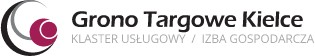 Grono Targowe Kielce
KLASTER USŁUGOWY / IZBA GOSPODARCZA